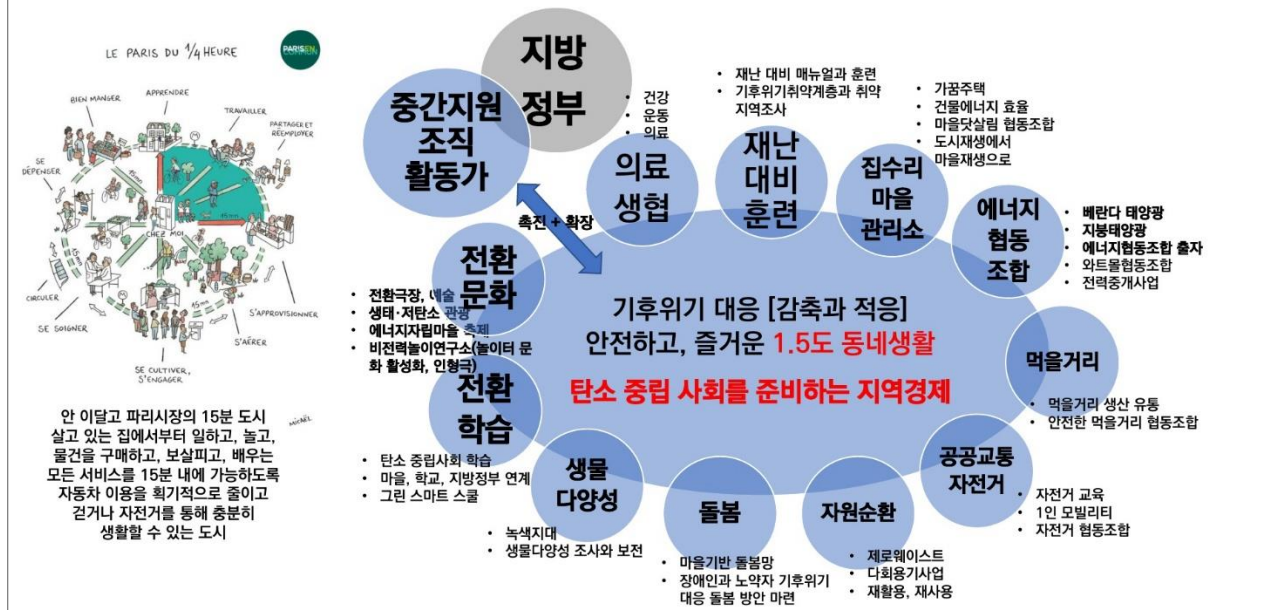 LE PARIS DU 1/4 HEURE
PARISEN
COMMUN
BIEN MANGER
APPRENDRE
TRAVAILLER
PARTAGER ET
RÉEMPLOYER
SE
DÉPENSER
15mn
CHEZ MOI
15mn
15mn
CIRCULER
SE SOIGNER
SE CULTIVER,
S'ENGAGER
S'AÉRER
S'APPROVISIONNER
MICAËL
안 이달고 파리시장의 15분 도시
살고 있는 집에서부터 일하고, 놀고,
물건을 구매하고, 보살피고, 배우는
모든 서비스를 15분 내에 가능하도록
자동차 이용을 획기적으로 줄이고
걷거나 자전거를 통해 충분히
생활할 수 있는 도시
지방
정부
중간지원
조직
활동가
촉진 + 확장
• 건강
• 운동
• 의료
의료
생협
• 재난 대비 매뉴얼과 훈련
• 기후위기취약계층과 취약
지역조사
재난
대비
훈련
• 가꿈주택
• 건물에너지 효율
• 마을닷살림 협동조합
• 도시재생에서
마을재생으로
집수리
마을
관리소
에너지
협동
조합
• 베란다 태양광
• 지붕태양광
• 에너지협동조합 출자
• 와트몰협동조합
• 전력중개사업
전환
문화
• 전환극장, 예술
• 생태·저탄소 관광
• 에너지자립마을 축제
• 비전력놀이연구소(놀이터 문
화 활성화, 인형극)
기후위기 대응 [감축과 적응]
안전하고, 즐거운 1.5도 동네생활
탄소 중립 사회를 준비하는 지역경제
먹을거리
• 먹을거리 생산 유통
• 안전한 먹을거리 협동조합
전환
학습
• 탄소 중립사회 학습
• 마을, 학교, 지방정부 연계
• 그린 스마트 스쿨
생물
다양성
• 녹색지대
• 생물다양성 조사와 보전
돌봄
• 마을기반 돌봄망
• 장애인과 노약자 기후위기
대응 돌봄 방안 마련
자원순환
• 제로웨이스트
• 다회용기사업
• 재활용, 재사용
공공교통
자전거
• 자전거 교육
• 1인 모빌리티
• 자전거 협동조합